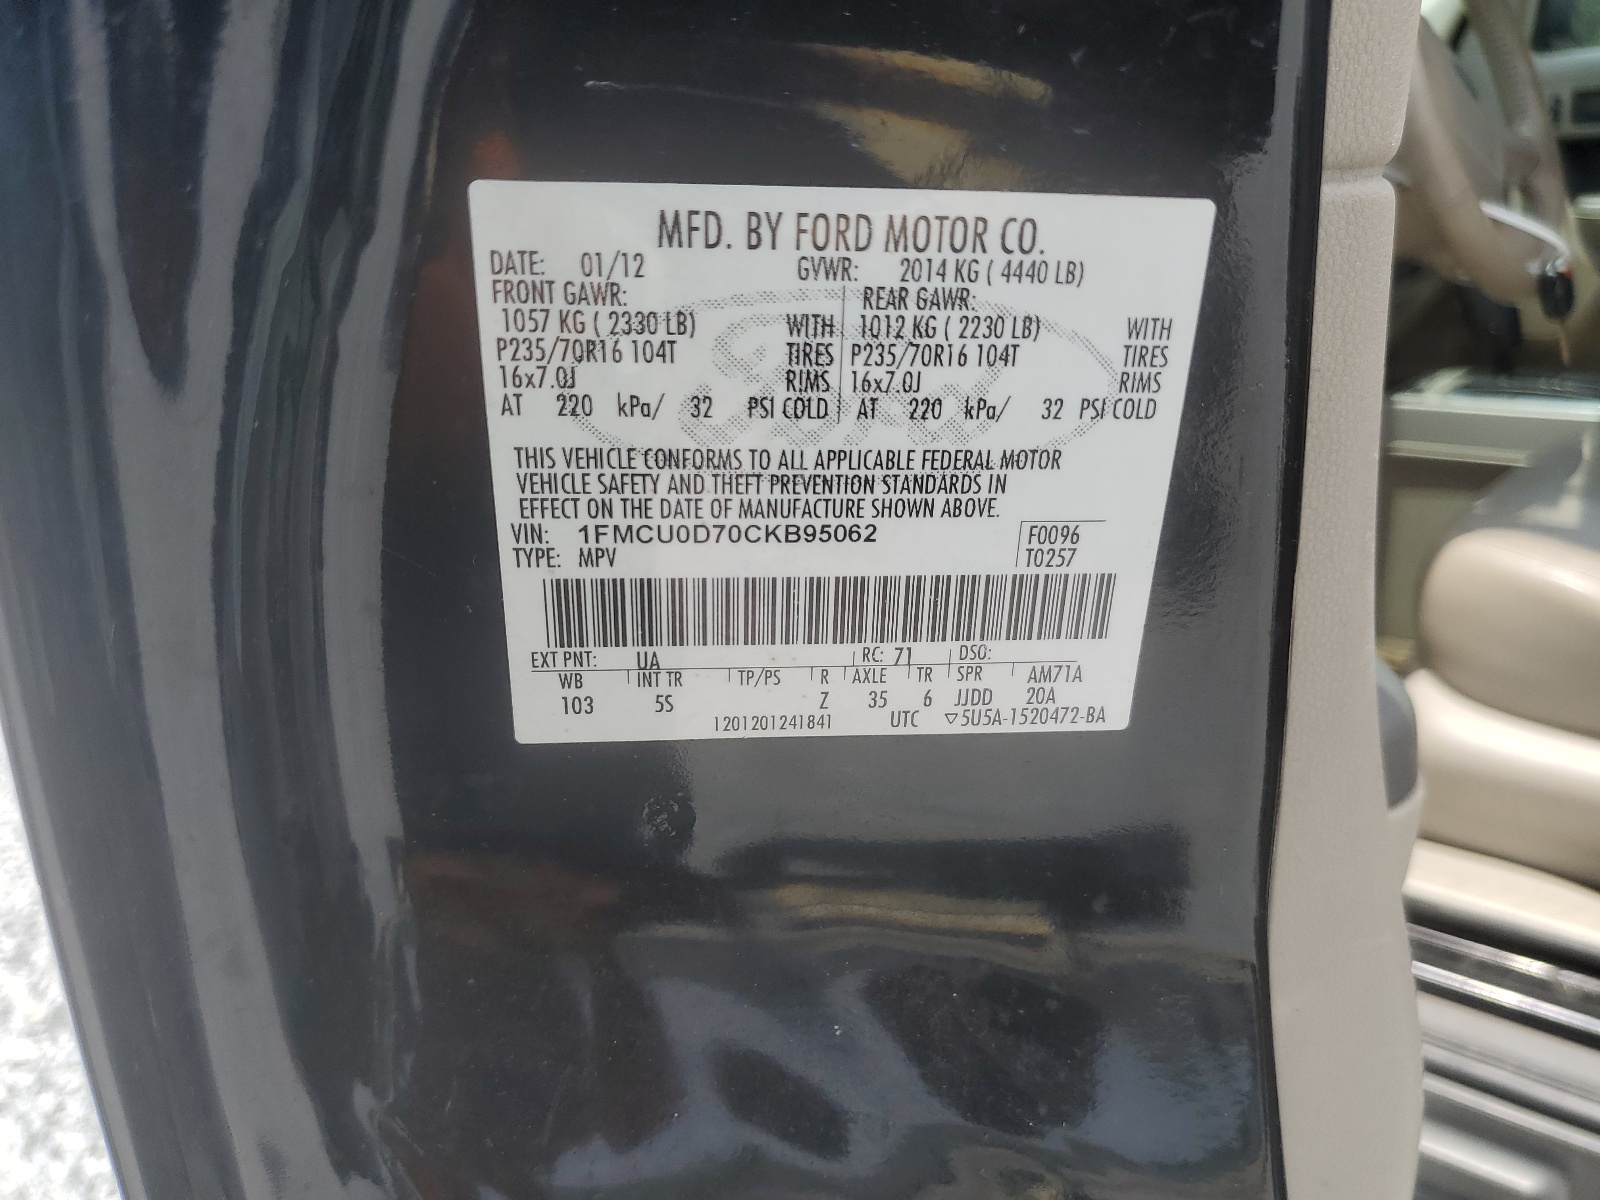 MFD. BY FORD MOTOR CO.
DATE: 01/12 GVWR: 2014 KG ( 4440 LB)
FRONT GAWR: REAR GAWR:
1057 KG ( 2330 LB) WITH 1012 KG ( 2230 LB) WITH
P235/70R16 104T TIRES P235/70R16 104T TIRES
16x7.0J RIMS 16x7.0J RIMS
AT 220 kPa/ 32 PSI COLD AT 220 kPa/ 32 PSI COLD
Ford
THIS VEHICLE CONFORMS TO ALL APPLICABLE FEDERAL MOTOR
VEHICLE SAFETY AND THEFT PREVENTION STANDARDS IN
EFFECT ON THE DATE OF MANUFACTURE SHOWN ABOVE.
VIN: 1FMCU0D70CKB95062 F0096
TYPE: MPV T0257
EXT PNT: UA RC: 71 DSO:
WB INT TR TP/PS R AXLE TR SPR AM71A
103 5S Z 35 6 JJDD 20A
1201201241841 UTC ▽5U5A-1520472-BA